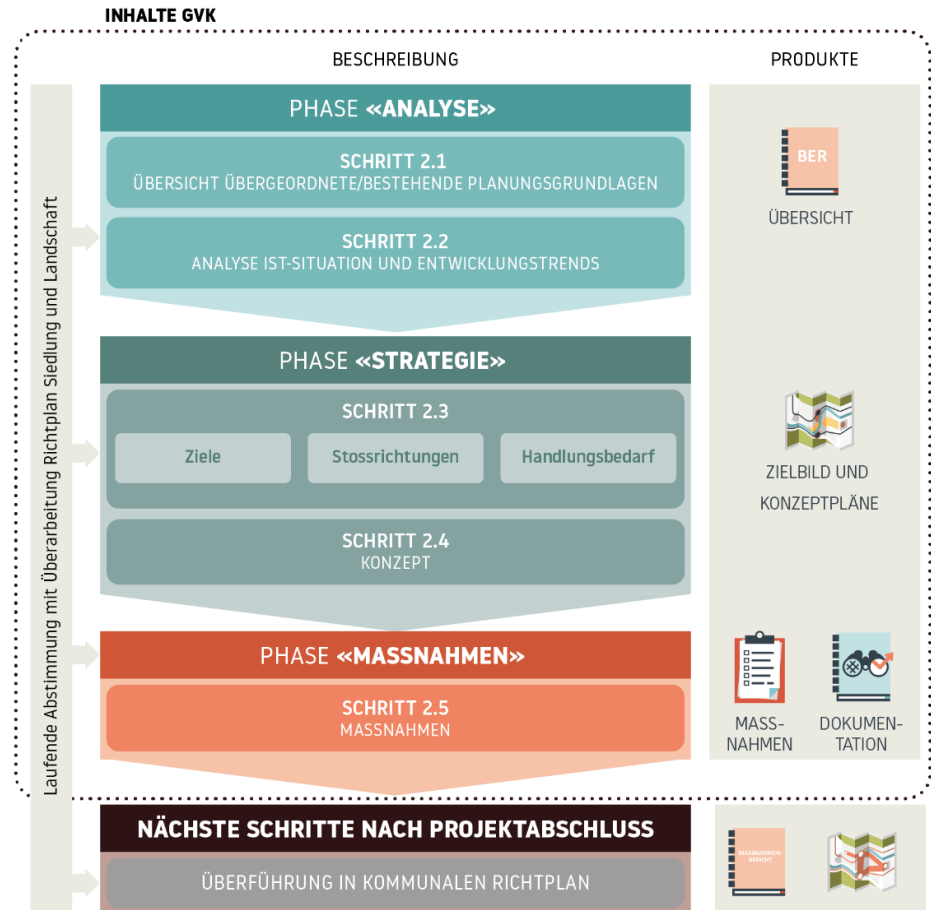 INHALTE GVK
BESCHREIBUNG
PRODUKTE
Laufende Abstimmung mit Überarbeitung Richtplan Siedlung und Landschaft
PHASE «ANALYSE»
SCHRITT 2.1
ÜBERSICHT ÜBERGEORDNETE/BESTEHENDE PLANUNGSGRUNDLAGEN
SCHRITT 2.2
ANALYSE IST-SITUATION UND ENTWICKLUNGSTRENDS
BER
ÜBERSICHT
PHASE «STRATEGIE»
SCHRITT 2.3
Ziele
Stossrichtungen
Handlungsbedarf
SCHRITT 2.4
KONZEPT
ZIELBILD UND
KONZEPTPLÄNE
PHASE «MASSNAHMEN»
SCHRITT 2.5
MASSNAHMEN
MASS-
NAHMEN
DOKUMEN-
TATION
NÄCHSTE SCHRITTE NACH PROJEKTABSCHLUSS
ÜBERFÜHRUNG IN KOMMUNALEN RICHTPLAN
MASSNAHMEN-
BERICHT